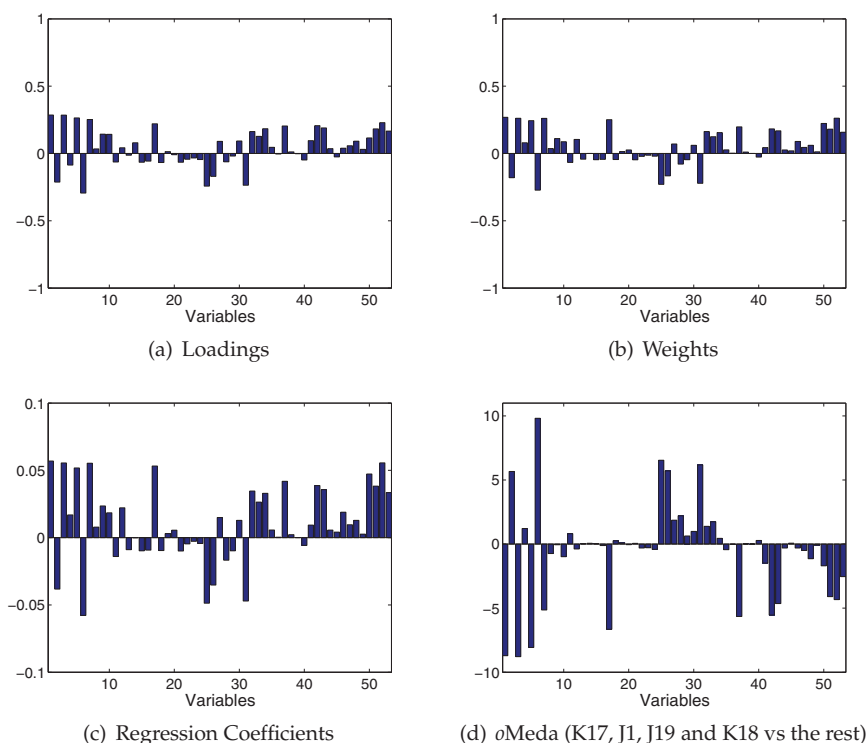 1
0.5
0
−0.5
−1
10 20 30 40 50
Variables
(a) Loadings
1
0.5
0
−0.5
−1
10 20 30 40 50
Variables
(b) Weights
0.1
0.05
0
−0.05
−0.1
10 20 30 40 50
Variables
(c) Regression Coefficients
10
5
0
−5
−10
10 20 30 40 50
Variables
(d) oMeda (K17, J1, J19 and K18 vs the rest)